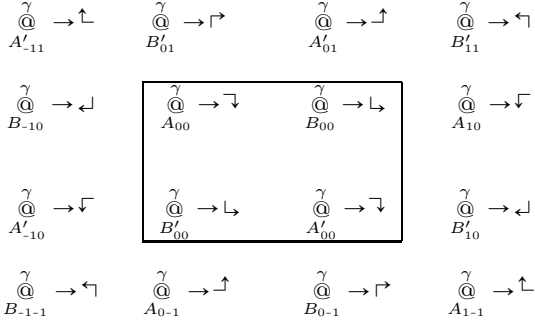 γ γ γ γ
@ → ⬑ @ → ↱ @ → ⬏ @ → ↰
A′₋₁₁ B′₀₁ A′₀₁ B′₁₁
γ γ γ γ
@ → ↲ @ → ⬎ @ → ↳ @ → ⬐
B₋₁₀ A₀₀ B₀₀ A₁₀
γ γ γ γ
@ → ⬐ @ → ↳ @ → ⬎ @ → ↲
A′₋₁₀ B′₀₀ A′₀₀ B′₁₀
γ γ γ γ
@ → ↰ @ → ⬏ @ → ↱ @ → ⬑
B₋₁₋₁ A₀₋₁ B₀₋₁ A₁₋₁